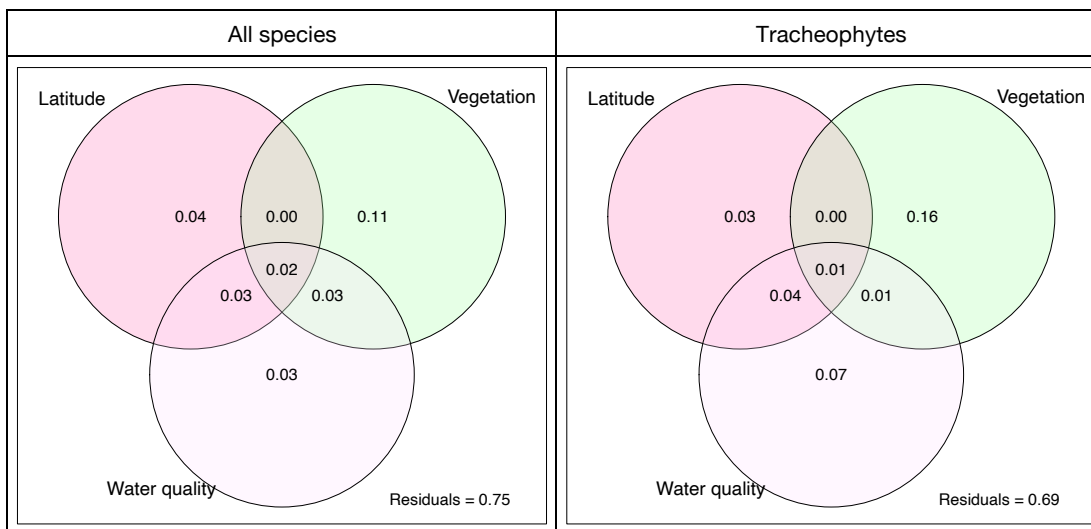 All species
Latitude
Vegetation
0.04
0.00
0.11
0.02
0.03
0.03
0.03
Water quality
Residuals = 0.75
Tracheophytes
Latitude
Vegetation
0.03
0.00
0.16
0.01
0.04
0.01
0.07
Water quality
Residuals = 0.69